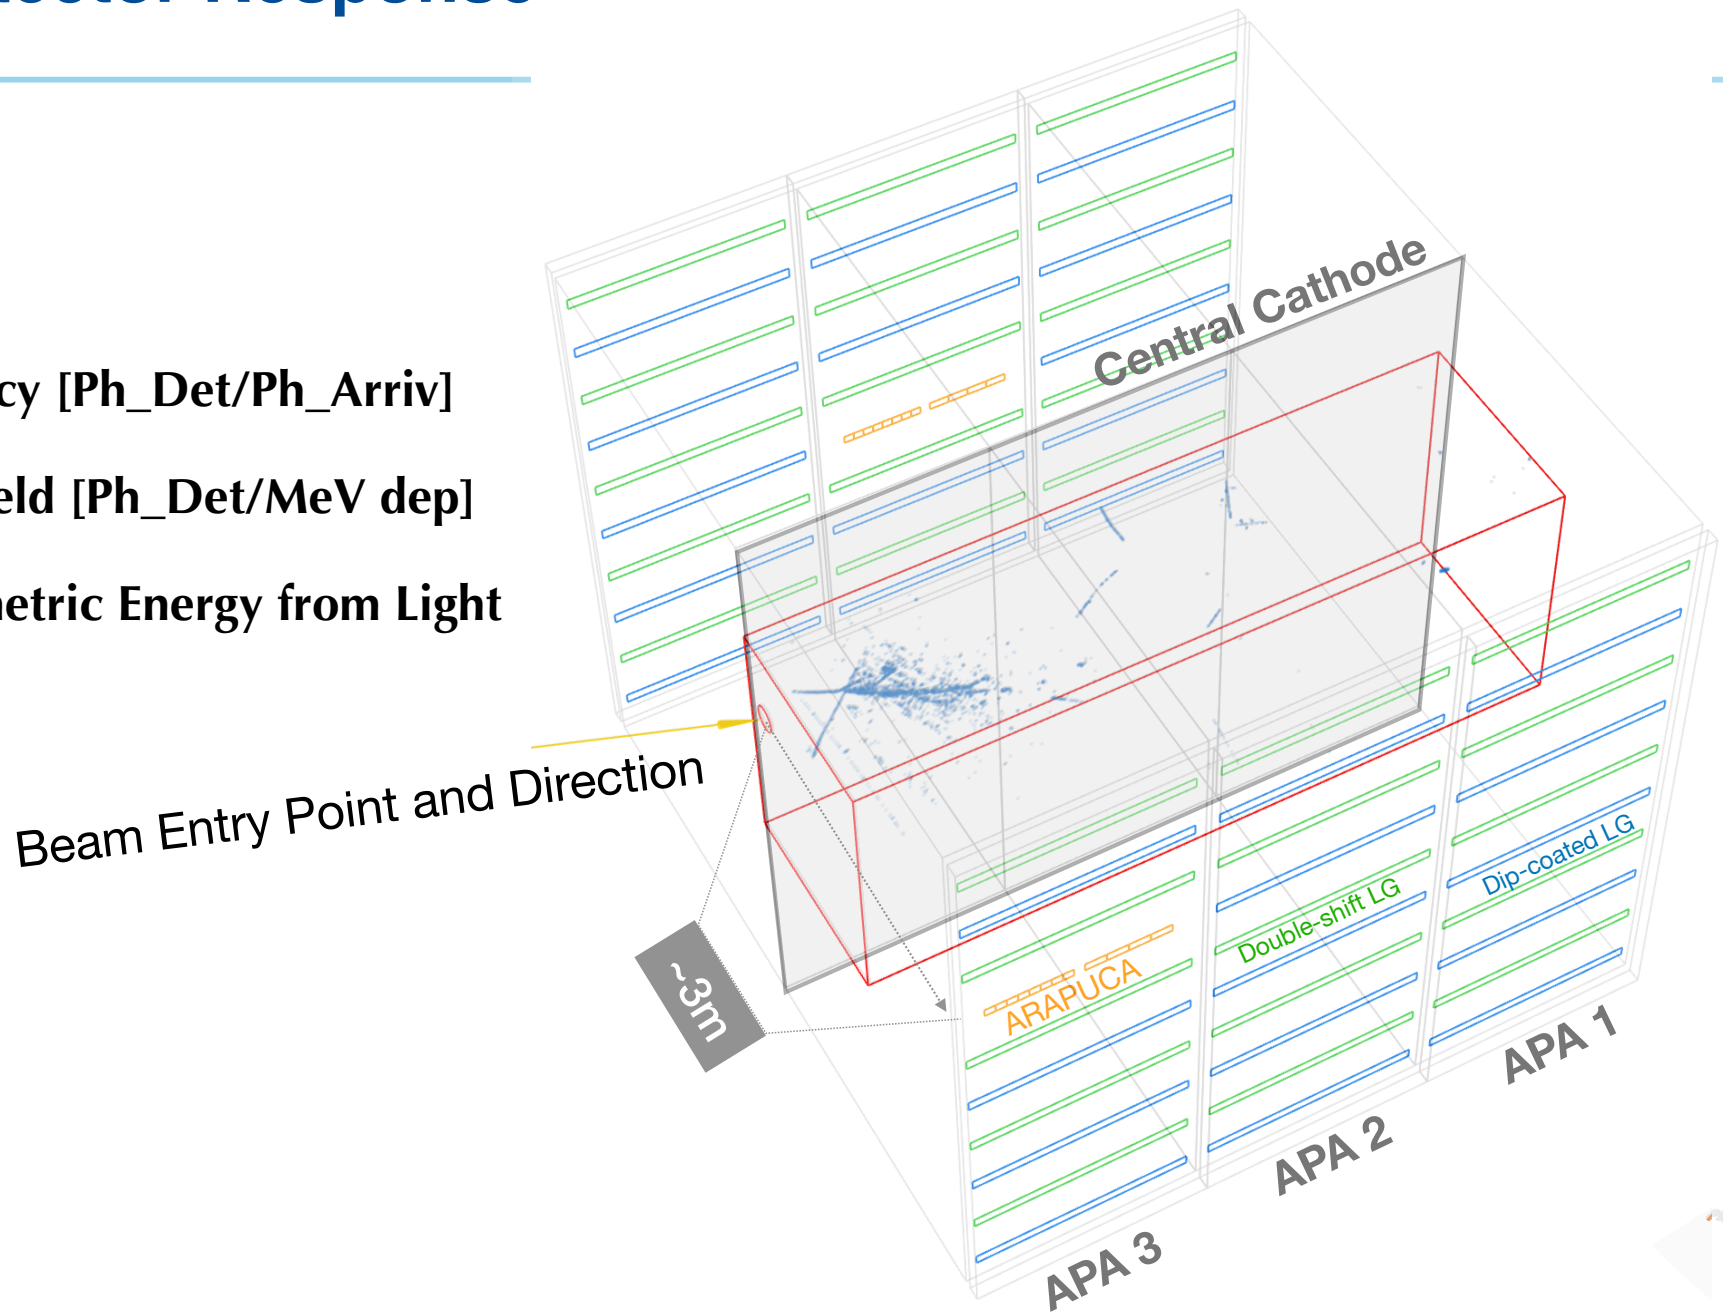 Response
cy [Ph_Det/Ph_Arriv]
eld [Ph_Det/MeV dep]
etric Energy from Light
Central Cathode
Beam Entry Point and Direction
~3m
ARAPUCA
Double-shift LG
Dip-coated LG
APA 3
APA 2
APA 1